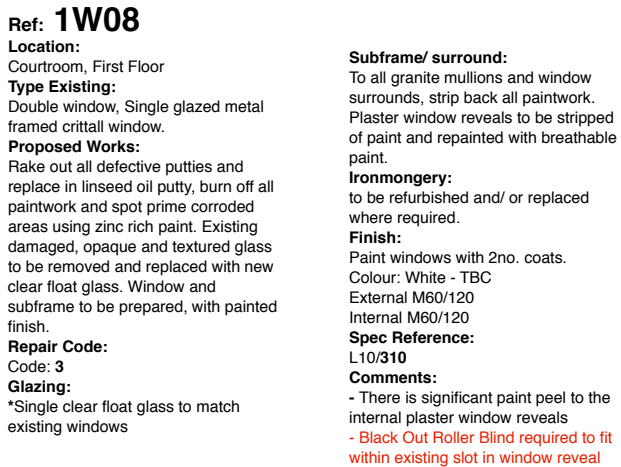 Ref: 1W08
Location:
Courtroom, First Floor
Type Existing:
Double window, Single glazed metal
framed crittall window.
Proposed Works:
Rake out all defective putties and
replace in linseed oil putty, burn off all
paintwork and spot prime corroded
areas using zinc rich paint. Existing
damaged, opaque and textured glass
to be removed and replaced with new
clear float glass. Window and
subframe to be prepared, with painted
finish.
Repair Code:
Code: 3
Glazing:
*Single clear float glass to match
existing windows
Subframe/ surround:
To all granite mullions and window
surrounds, strip back all paintwork.
Plaster window reveals to be stripped
of paint and repainted with breathable
paint.
Ironmongery:
to be refurbished and/ or replaced
where required.
Finish:
Paint windows with 2no. coats.
Colour: White - TBC
External M60/120
Internal M60/120
Spec Reference:
L10/310
Comments:
- There is significant paint peel to the
internal plaster window reveals
- Black Out Roller Blind required to fit
within existing slot in window reveal